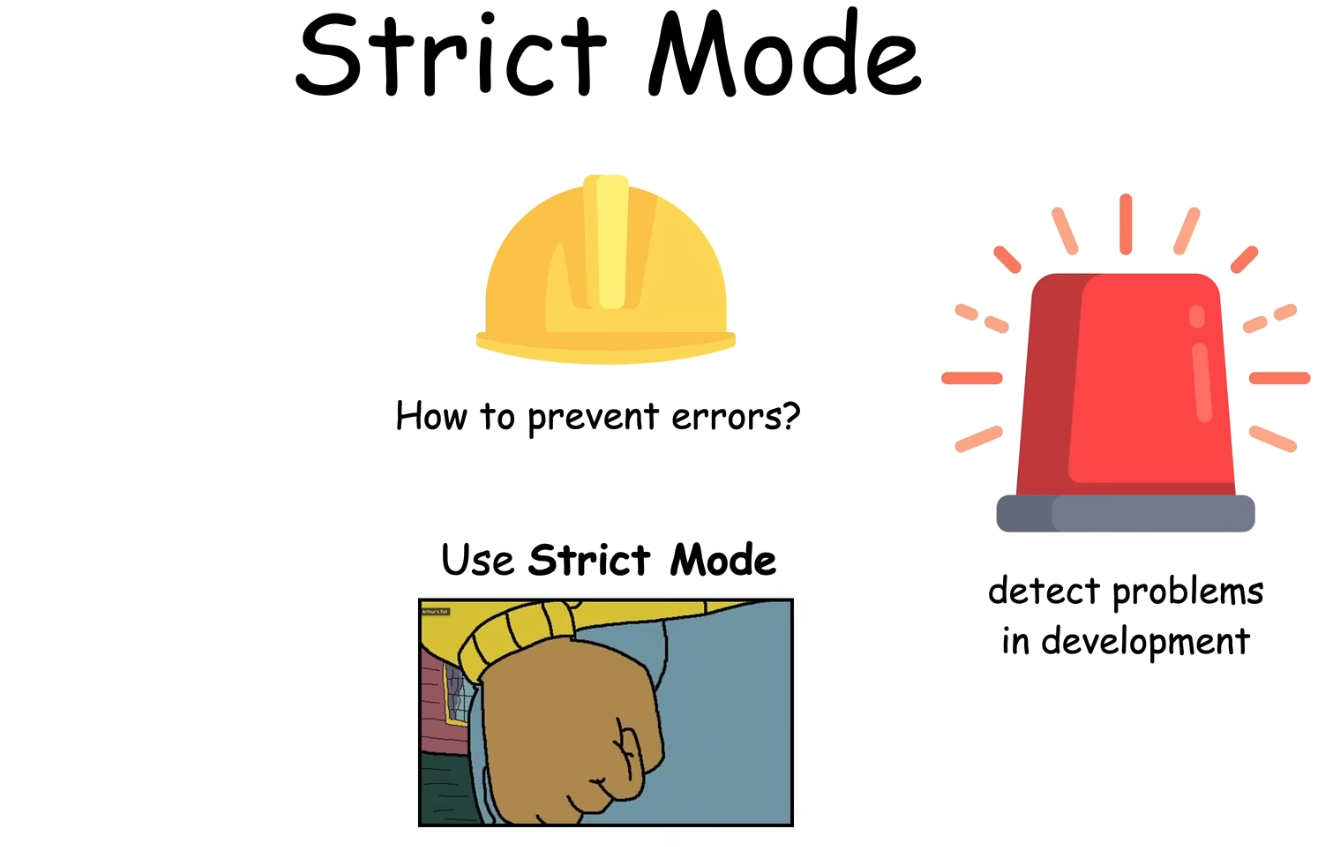 Strict Mode
How to prevent errors?
Use Strict Mode
Arthur's fist
detect problems
in development